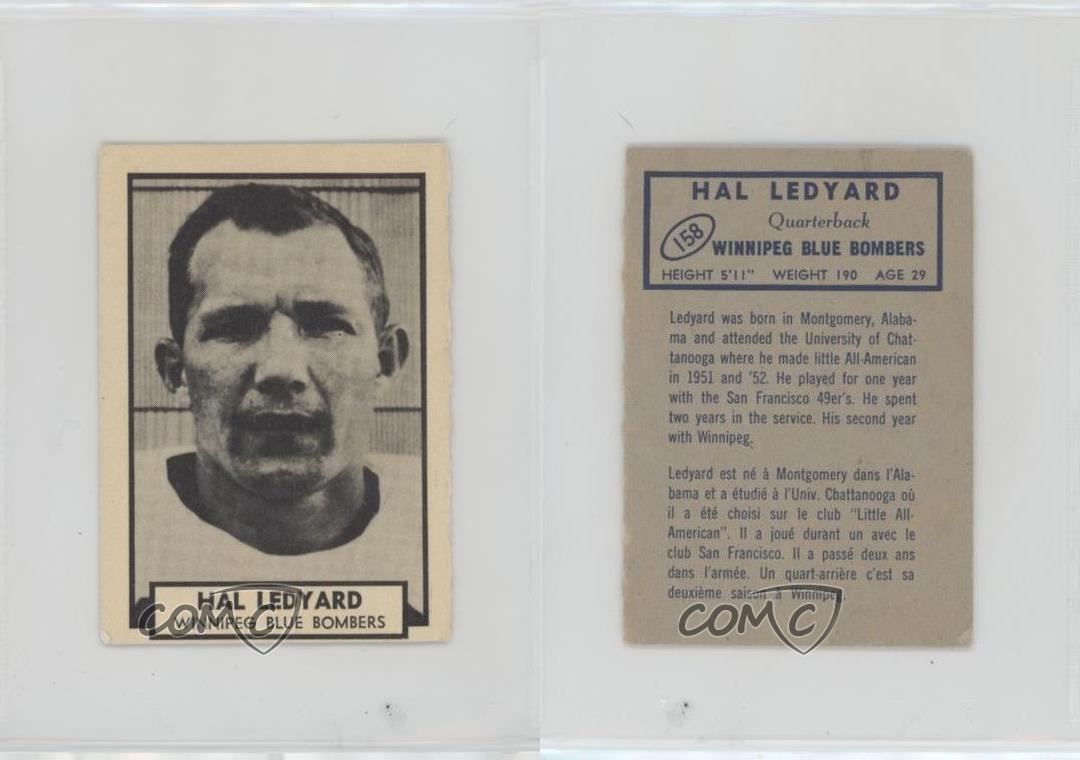 HAL LEDYARD
WINNIPEG BLUE BOMBERS
COMC
HAL LEDYARD
Quarterback
158
WINNIPEG BLUE BOMBERS
HEIGHT 5'11" WEIGHT 190 AGE 29
Ledyard was born in Montgomery, Alaba-
ma and attended the University of Chat-
tanooga where he made little All-American
in 1951 and '52. He played for one year
with the San Francisco 49er's. He spent
two years in the service. His second year
with Winnipeg.
Ledyard est né à Montgomery dans l'Ala-
bama et a étudié à l'Univ. Chattanooga où
il a été choisi sur le club "Little All-
American". Il a joué durant un avec le
club San Francisco. Il a passé deux ans
dans l'armée. Un quart-arrière c'est sa
deuxième saison a Winnipeg.
COMC